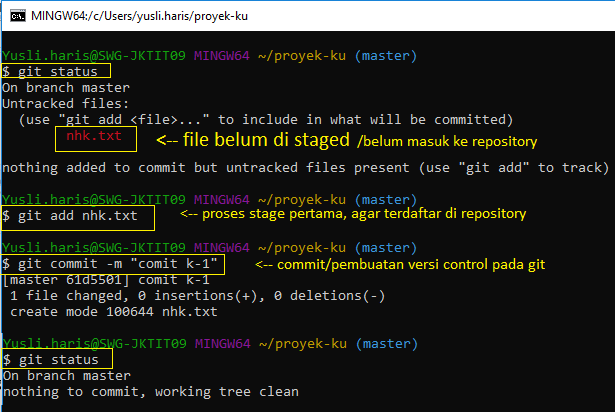 MINGW64:/c/Users/yusli.haris/proyek-ku
Yusli.haris@SWG-JKTIT09 MINGW64 ~/proyek-ku (master)
$ git status
On branch master
Untracked files:
(use "git add <file>..." to include in what will be committed)
nhk.txt <-- file belum di staged /belum masuk ke repository
nothing added to commit but untracked files present (use "git add" to track)
Yusli.haris@SWG-JKTIT09 MINGW64 ~/proyek-ku (master)
$ git add nhk.txt <-- proses stage pertama, agar terdaftar di repository
Yusli.haris@SWG-JKTIT09 MINGW64 ~/proyek-ku (master)
$ git commit -m "comit k-1" <-- commit/pembuatan versi control pada git
[master 61d5501] comit k-1
1 file changed, 0 insertions(+), 0 deletions(-)
create mode 100644 nhk.txt
Yusli.haris@SWG-JKTIT09 MINGW64 ~/proyek-ku (master)
$ git status
On branch master
nothing to commit, working tree clean